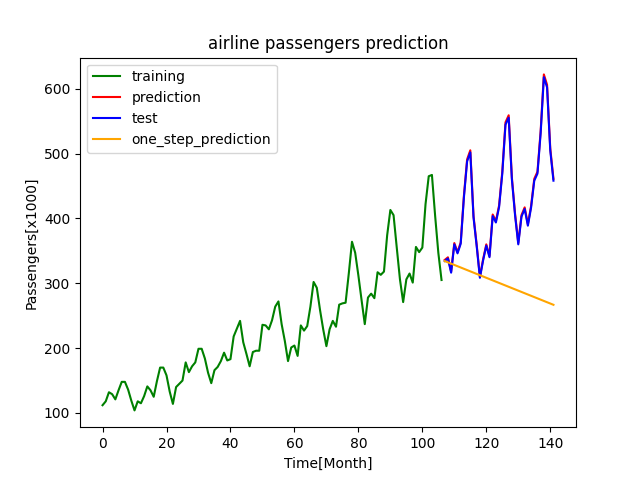 airline passengers prediction
training
prediction
test
one_step_prediction
Passengers[x1000]
600
500
400
300
200
100
0 20 40 60 80 100 120 140
Time[Month]